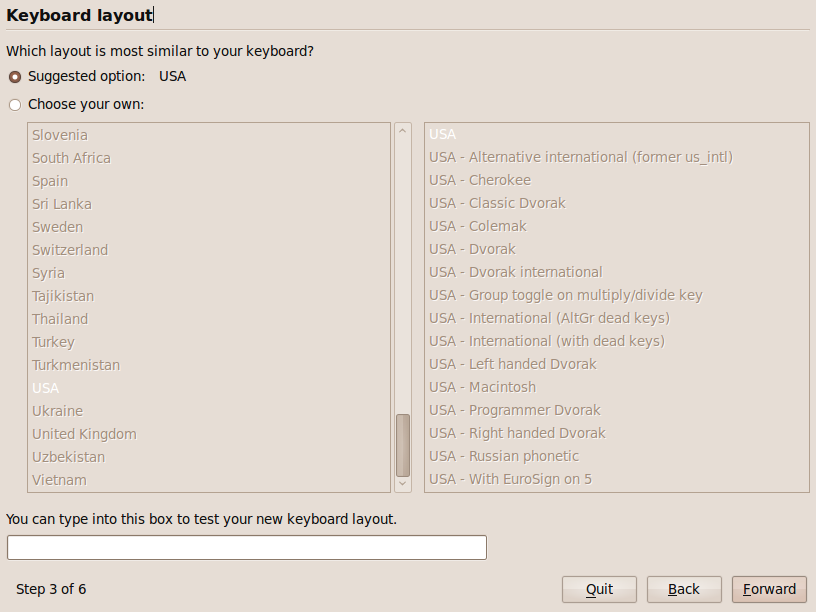 Keyboard layout
Which layout is most similar to your keyboard?
Suggested option: USA
Choose your own:
Slovenia
South Africa
Spain
Sri Lanka
Sweden
Switzerland
Syria
Tajikistan
Thailand
Turkey
Turkmenistan
USA
Ukraine
United Kingdom
Uzbekistan
Vietnam
USA
USA - Alternative international (former us_intl)
USA - Cherokee
USA - Classic Dvorak
USA - Colemak
USA - Dvorak
USA - Dvorak international
USA - Group toggle on multiply/divide key
USA - International (AltGr dead keys)
USA - International (with dead keys)
USA - Left handed Dvorak
USA - Macintosh
USA - Programmer Dvorak
USA - Right handed Dvorak
USA - Russian phonetic
USA - With EuroSign on 5
You can type into this box to test your new keyboard layout.
Step 3 of 6
Quit
Back
Forward